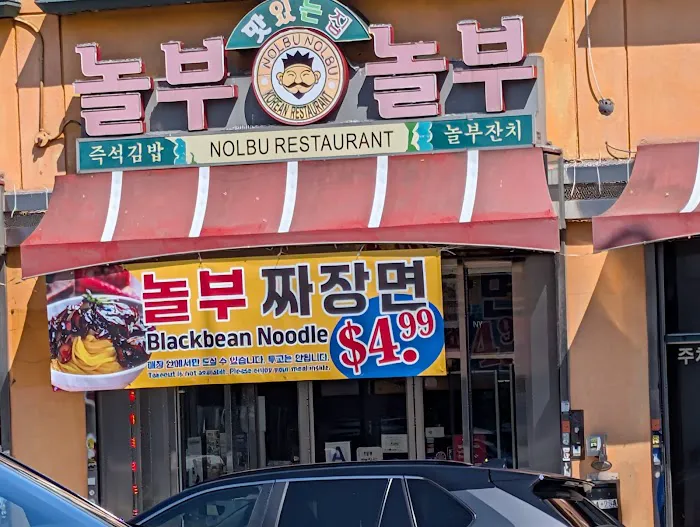 맛있는집
놀부 놀부
NOLBU NOLBU
KOREAN RESTAURANT
즉석김밥 NOLBU RESTAURANT 놀부잔치
놀부 짜장면
Blackbean Noodle $4.99
매장 안에서만 드실 수 있습니다. 투고는 안됩니다.
Takeout is not available. Please enjoy your meal inside.
A
주차